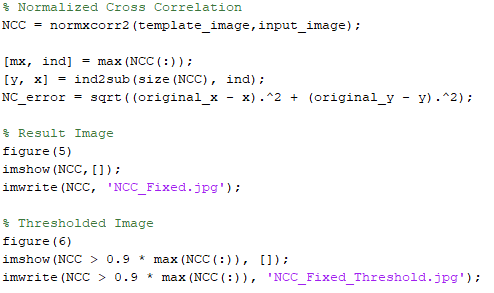 % Normalized Cross Correlation
NCC = normxcorr2(template_image,input_image);
[mx, ind] = max(NCC(:));
[y, x] = ind2sub(size(NCC), ind);
NC_error = sqrt((original_x - x).^2 + (original_y - y).^2);
% Result Image
figure(5)
imshow(NCC,[]);
imwrite(NCC, 'NCC_Fixed.jpg');
% Thresholded Image
figure(6)
imshow(NCC > 0.9 * max(NCC(:)), []);
imwrite(NCC > 0.9 * max(NCC(:)), 'NCC_Fixed_Threshold.jpg');